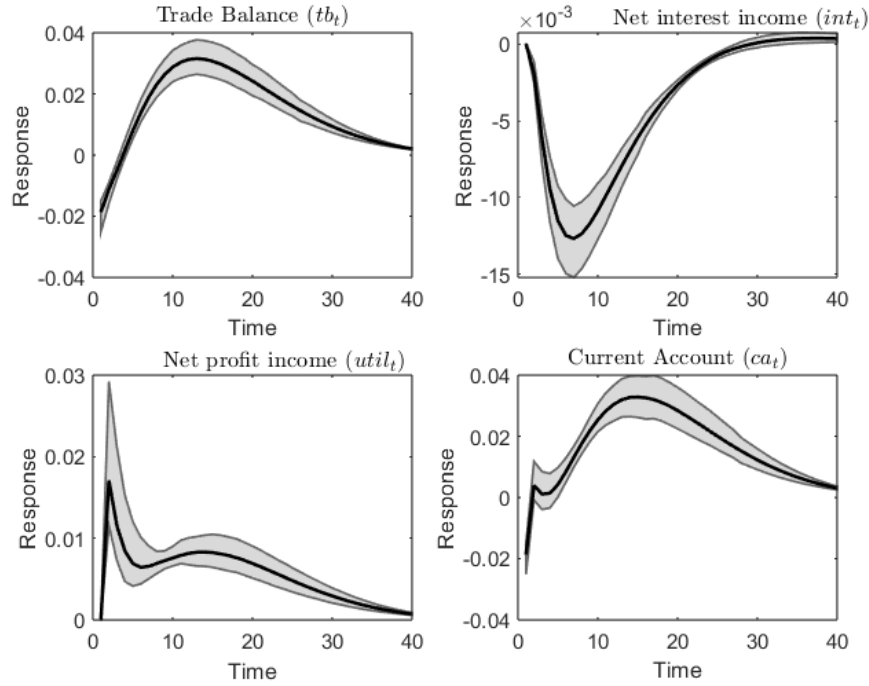 Trade Balance (tb_t)
0.04
0.02
0
-0.02
-0.04
Response
0 10 20 30 40
Time
×10^-3
Net interest income (int_t)
0
-5
-10
-15
Response
0 10 20 30 40
Time
Net profit income (util_t)
0.03
0.02
0.01
0
Response
0 10 20 30 40
Time
Current Account (ca_t)
0.04
0.02
0
-0.02
-0.04
Response
0 10 20 30 40
Time